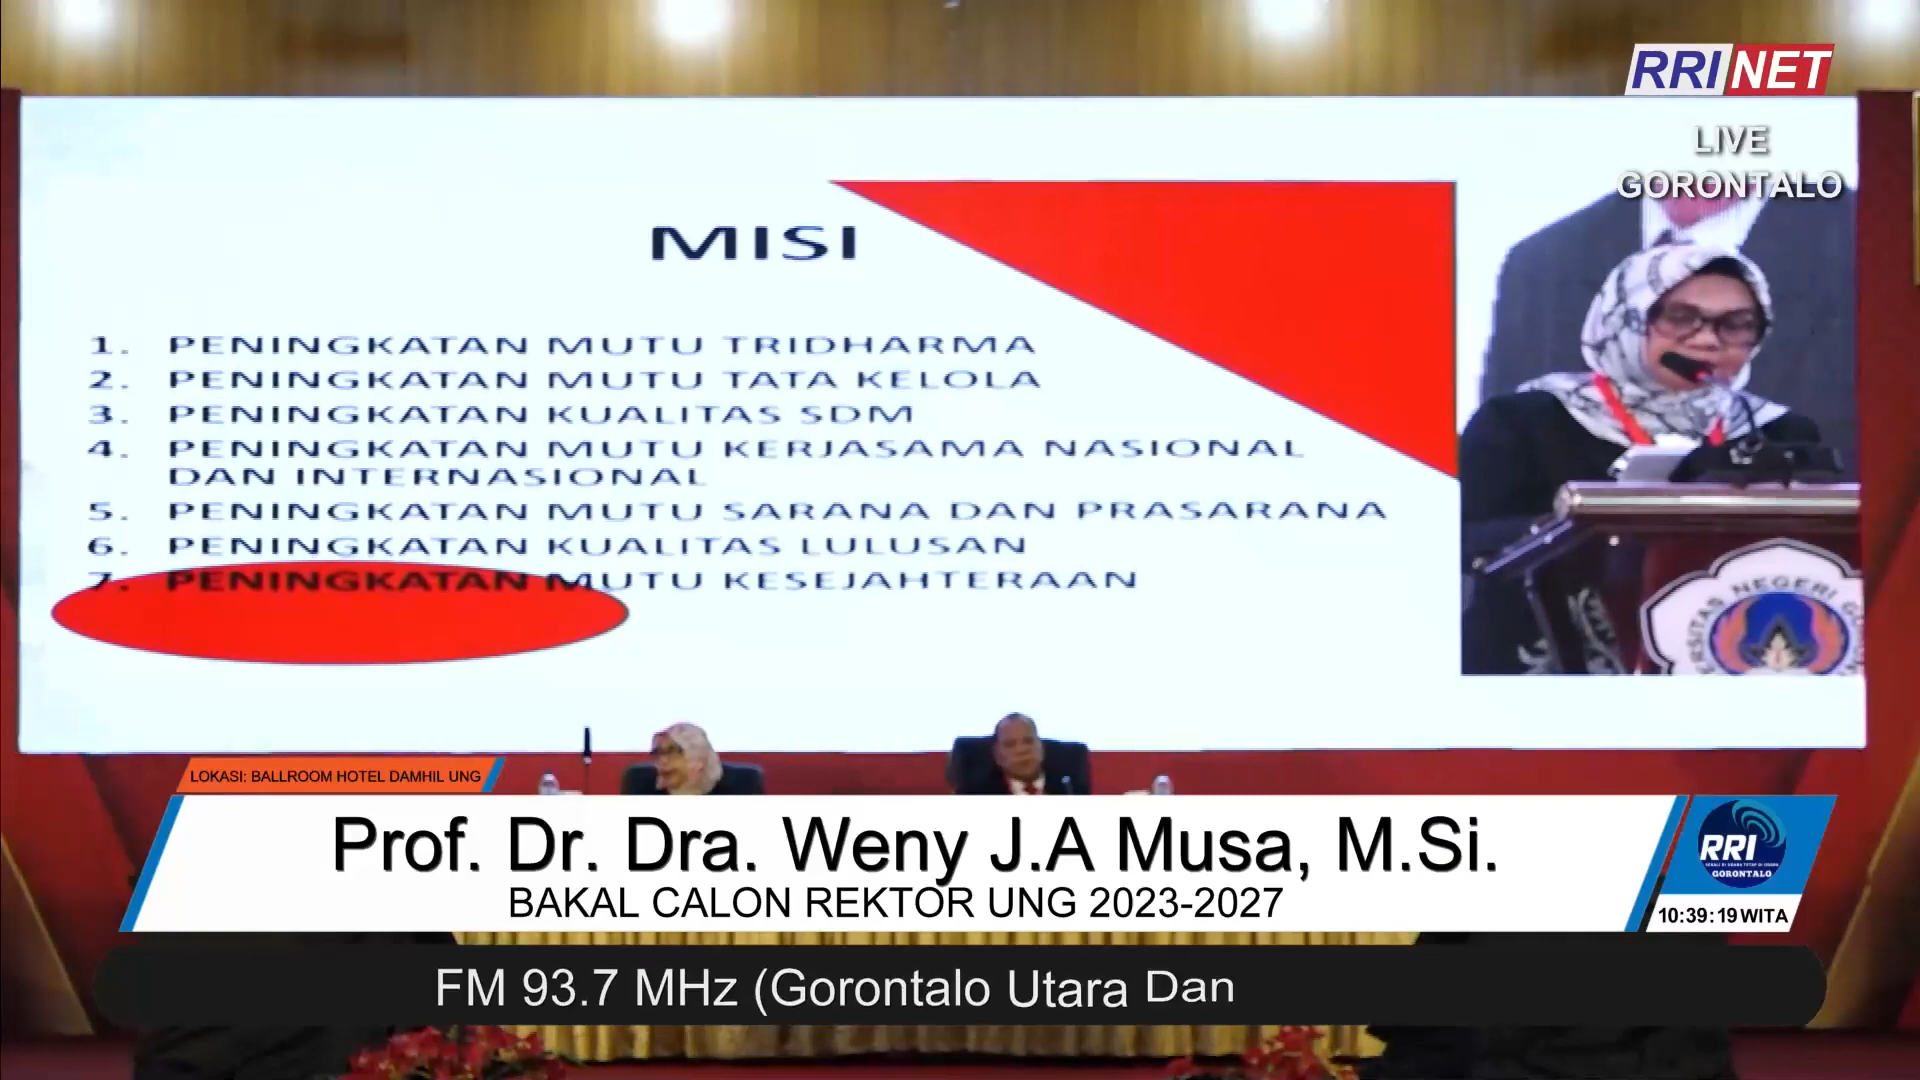 RRI NET
LIVE
GORONTALO
MISI
1. PENINGKATAN MUTU TRIDHARMA
2. PENINGKATAN MUTU TATA KELOLA
3. PENINGKATAN KUALITAS SDM
4. PENINGKATAN MUTU KERJASAMA NASIONAL
DAN INTERNASIONAL
5. PENINGKATAN MUTU SARANA DAN PRASARANA
6. PENINGKATAN KUALITAS LULUSAN
7. PENINGKATAN MUTU KESEJAHTERAAN
LOKASI: BALLROOM HOTEL DAMHIL UNG
Prof. Dr. Dra. Weny J.A Musa, M.Si.
BAKAL CALON REKTOR UNG 2023-2027
RRI
GORONTALO
10:39:19 WITA
FM 93.7 MHz (Gorontalo Utara Dan